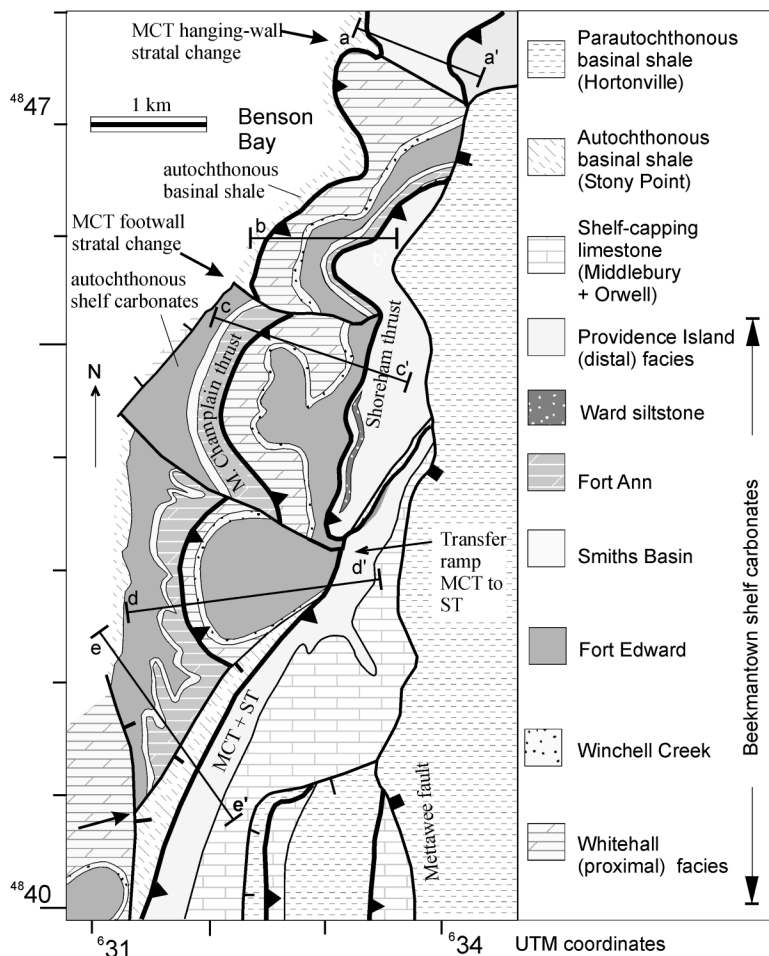 MCT hanging-wall
stratal change
a
a'
48 47
1 km
Benson
Bay
autochthonous
basinal shale
MCT footwall
stratal change
autochthonous
shelf carbonates
b
b'
c
c'
N
M. Champlain thrust
Shoreham thrust
Transfer
ramp
MCT to
ST
d
d'
e
e'
MCT + ST
Mettawee fault
48 40
6 31
6 34
UTM coordinates
Parautochthonous
basinal shale
(Hortonville)
Autochthonous
basinal shale
(Stony Point)
Shelf-capping
limestone
(Middlebury
+ Orwell)
Providence Island
(distal) facies
Ward siltstone
Fort Ann
Smiths Basin
Fort Edward
Winchell Creek
Whitehall
(proximal) facies
Beekmantown shelf carbonates